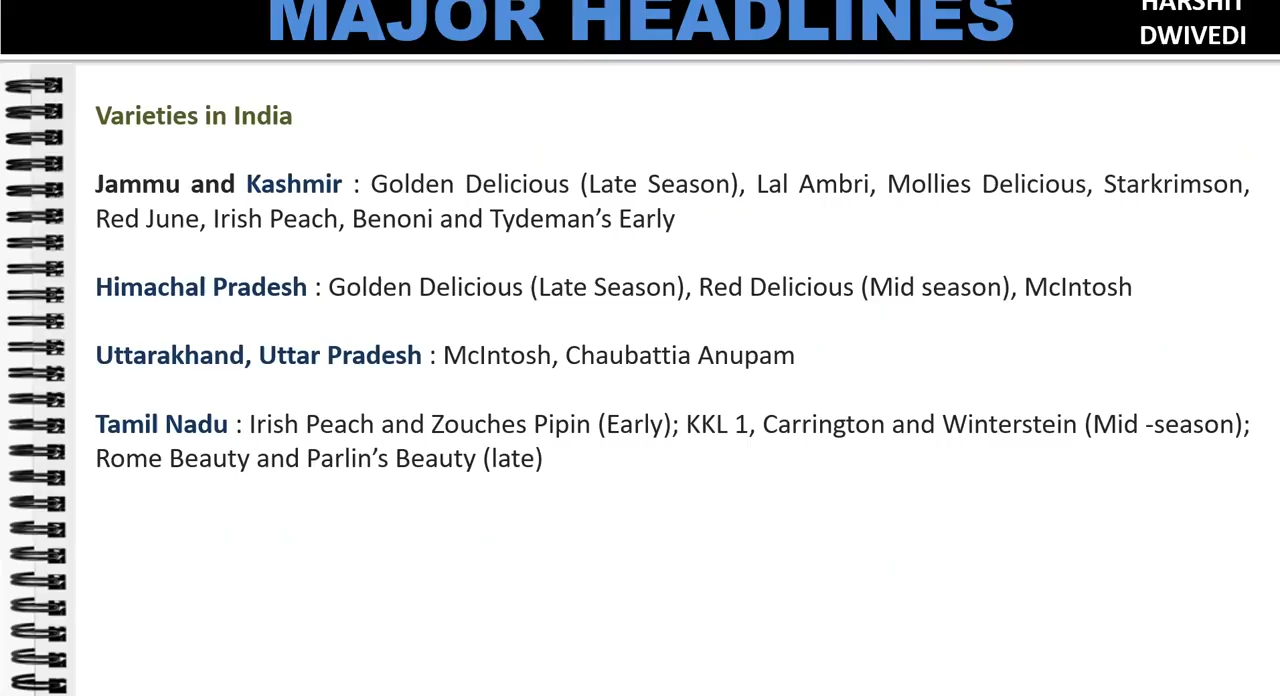 MAJOR HEADLINES
HARSHIT
DWIVEDI
Varieties in India
Jammu and Kashmir : Golden Delicious (Late Season), Lal Ambri, Mollies Delicious, Starkrimson,
Red June, Irish Peach, Benoni and Tydeman’s Early
Himachal Pradesh : Golden Delicious (Late Season), Red Delicious (Mid season), McIntosh
Uttarakhand, Uttar Pradesh : McIntosh, Chaubattia Anupam
Tamil Nadu : Irish Peach and Zouches Pipin (Early); KKL 1, Carrington and Winterstein (Mid -season);
Rome Beauty and Parlin’s Beauty (late)